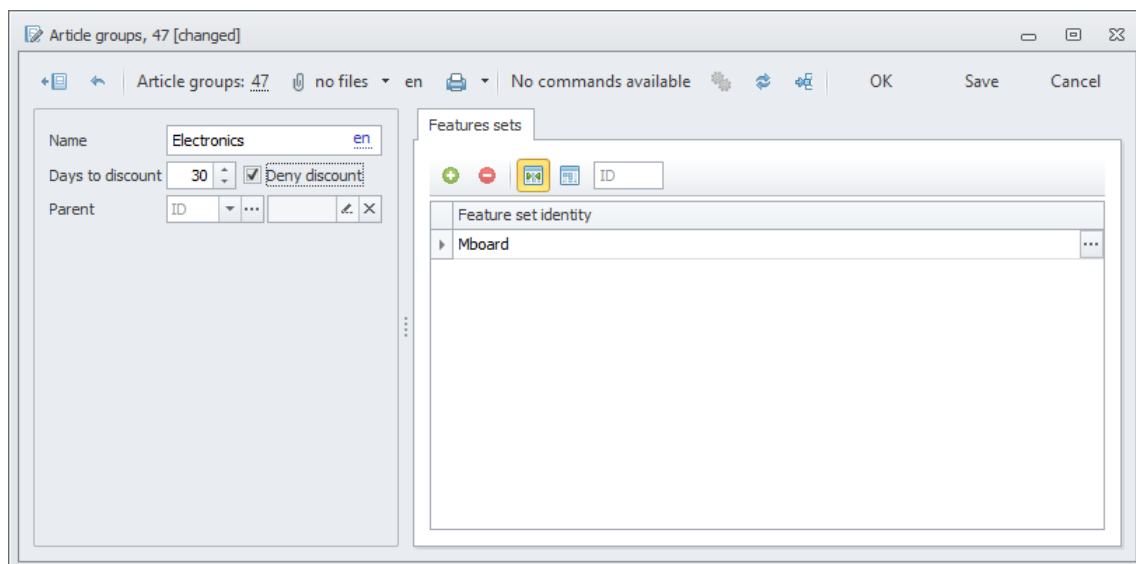 Article groups, 47 [changed]
Article groups: 47 no files en No commands available OK Save Cancel
Name Electronics en
Days to discount 30 Deny discount
Parent ID
Features sets
ID
Feature set identity
Mboard